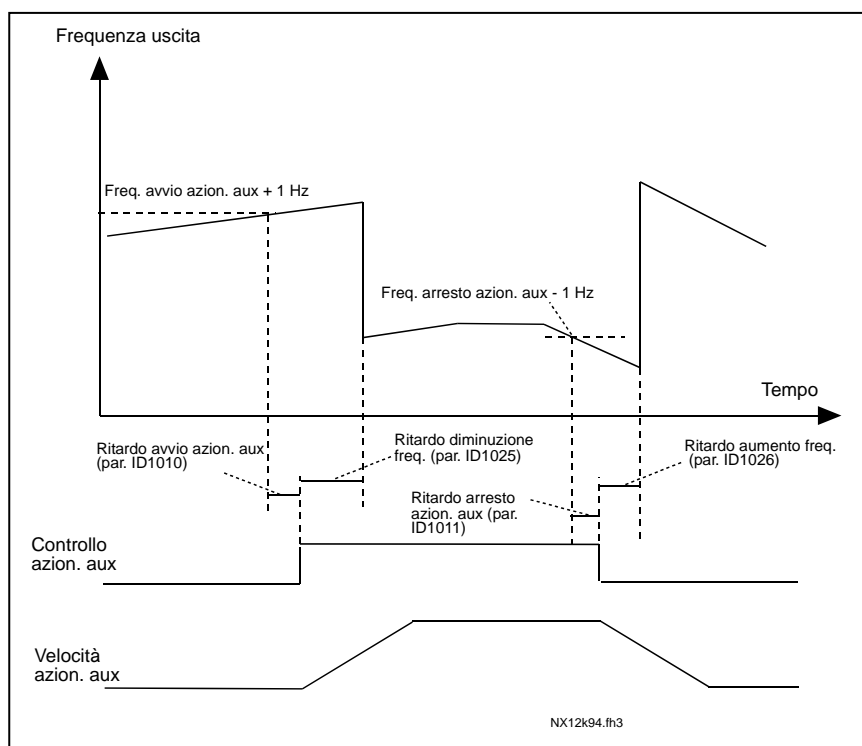 Frequenza uscita
Freq. avvio azion. aux + 1 Hz
Freq. arresto azion. aux - 1 Hz
Tempo
Ritardo avvio azion. aux
(par. ID1010)
Ritardo diminuzione
freq. (par. ID1025)
Ritardo arresto
azion. aux (par.
ID1011)
Ritardo aumento freq.
(par. ID1026)
Controllo
azion. aux
Velocità
azion. aux
NX12k94.fh3